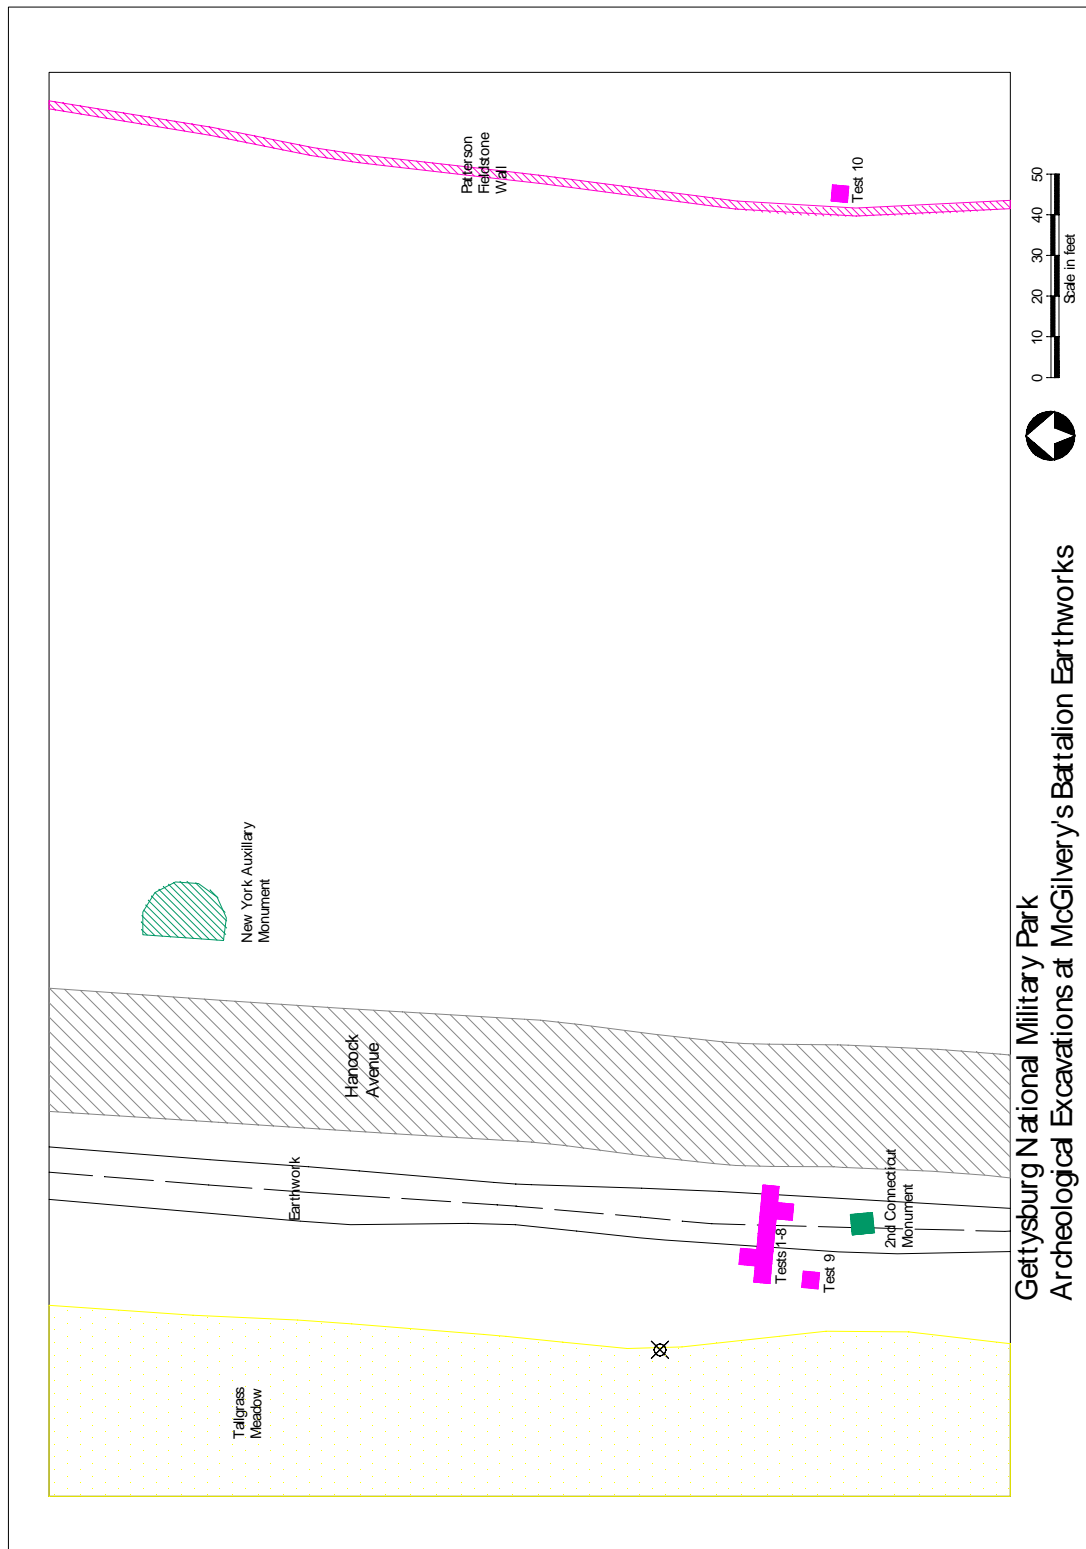 Tallgrass
Meadow
Earthwork
Hancock
Avenue
New York Auxillary
Monument
Patterson
Fieldstone
Wall
Tests 1-8
Test 9
2nd Connecticut
Monument
Test 10
Gettysburg National Military Park
Archeological Excavations at McGilvery's Battalion Earthworks
0 10 20 30 40 50
Scale in feet